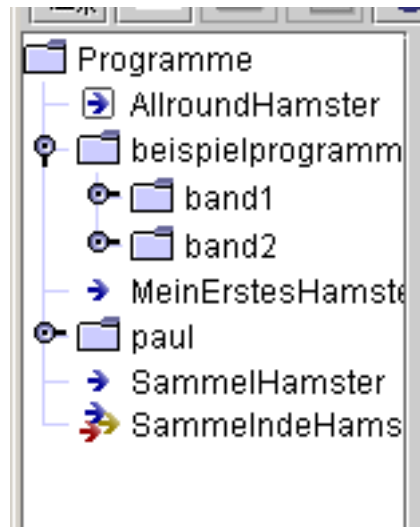 Programme
AllroundHamster
beispielprogramm
band1
band2
MeinErstesHamste
paul
SammelHamster
SammelndeHams